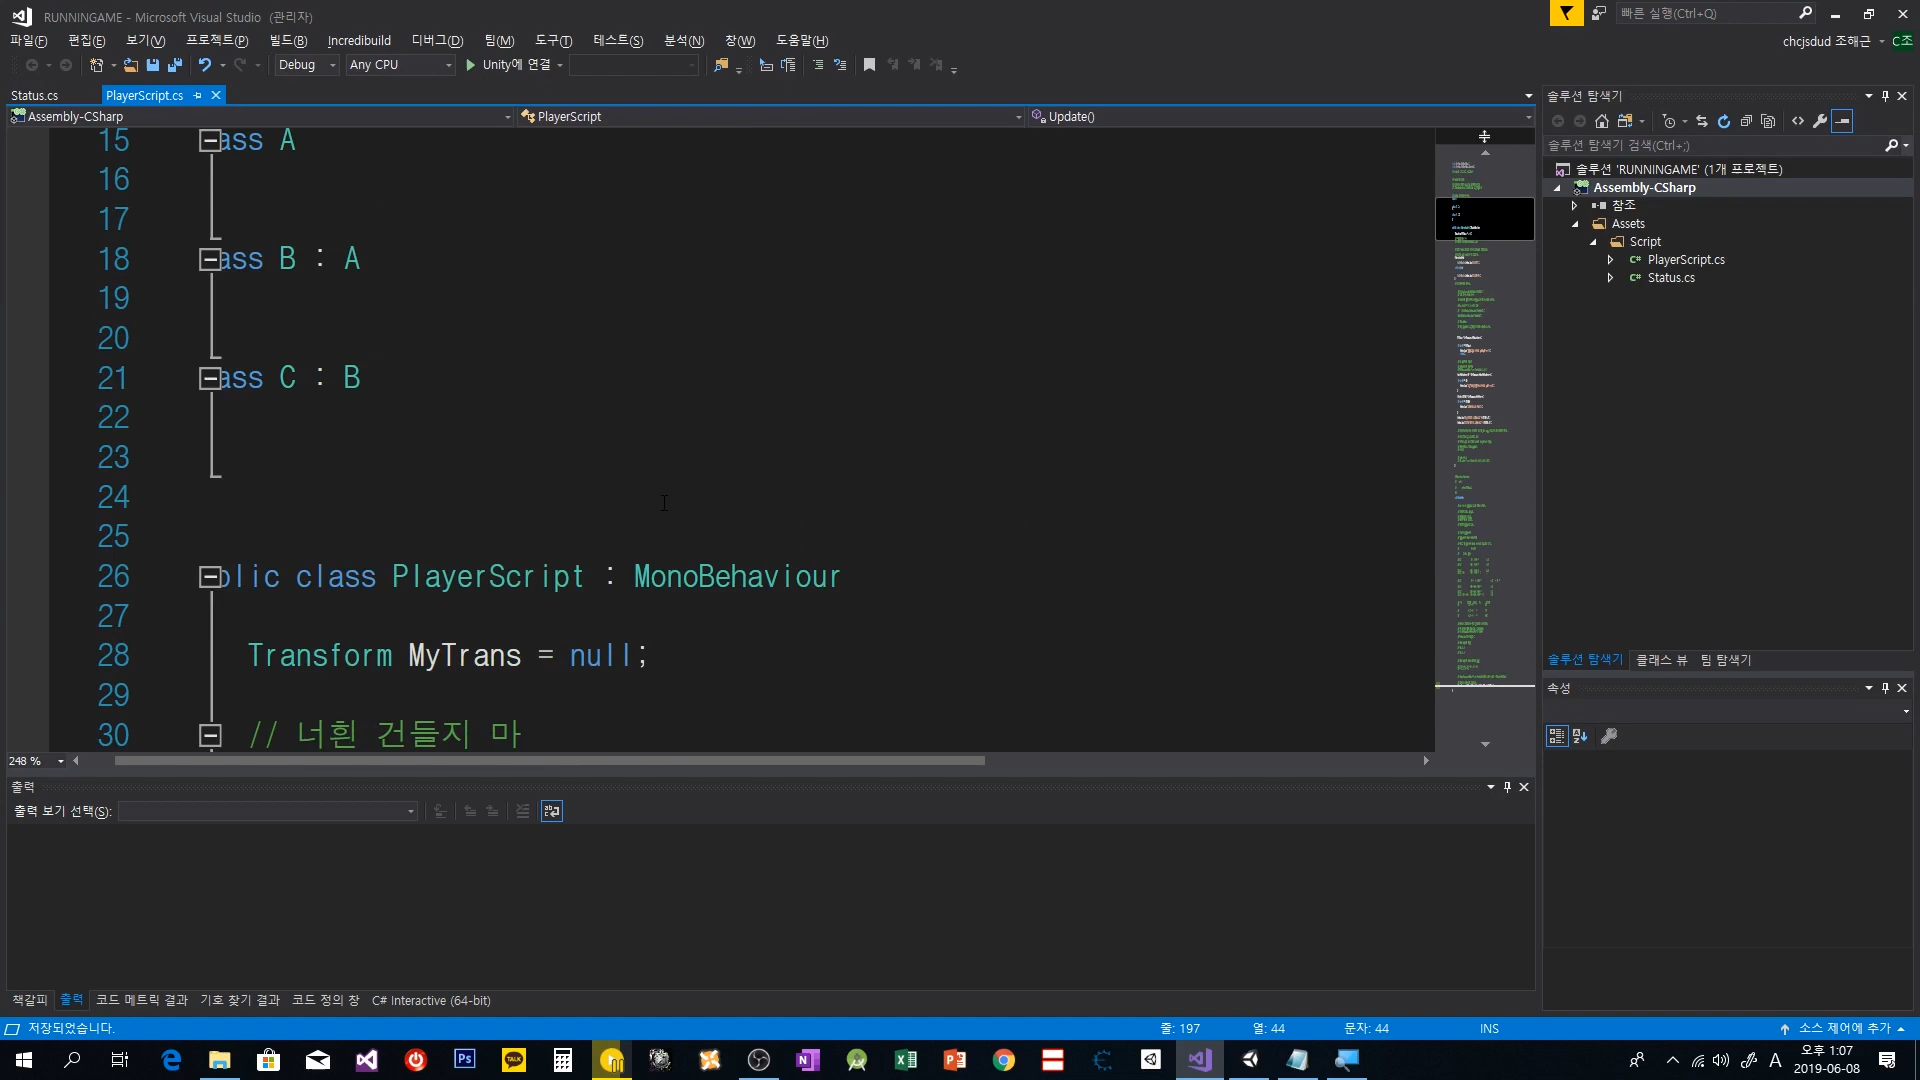 RUNNINGAME - Microsoft Visual Studio (관리자)
빠른 실행(Ctrl+Q)
파일(F) 편집(E) 보기(V) 프로젝트(P) 빌드(B) Incredibuild 디버그(D) 팀(M) 도구(T) 테스트(S) 분석(N) 창(W) 도움말(H)
chcjsdud 조해근 C조
Debug Any CPU Unity에 연결
Status.cs PlayerScript.cs
Assembly-CSharp PlayerScript Update()
15 ass A
16
17
18 ass B : A
19
20
21 ass C : B
22
23
24
25
26 blic class PlayerScript : MonoBehaviour
27
28 Transform MyTrans = null;
29
30 // 너흰 건들지 마
248 %
솔루션 탐색기
솔루션 탐색기 검색(Ctrl+;)
솔루션 'RUNNINGAME' (1개 프로젝트)
Assembly-CSharp
참조
Assets
Script
C# PlayerScript.cs
C# Status.cs
솔루션 탐색기 클래스 뷰 팀 탐색기
속성
출력
출력 보기 선택(S):
책갈피 출력 코드 메트릭 결과 기호 찾기 결과 코드 정의 창 C# Interactive (64-bit)
저장되었습니다. 줄: 197 열: 44 문자: 44 INS 소스 제어에 추가
Ps TALK A 오후 1:07
2019-06-08